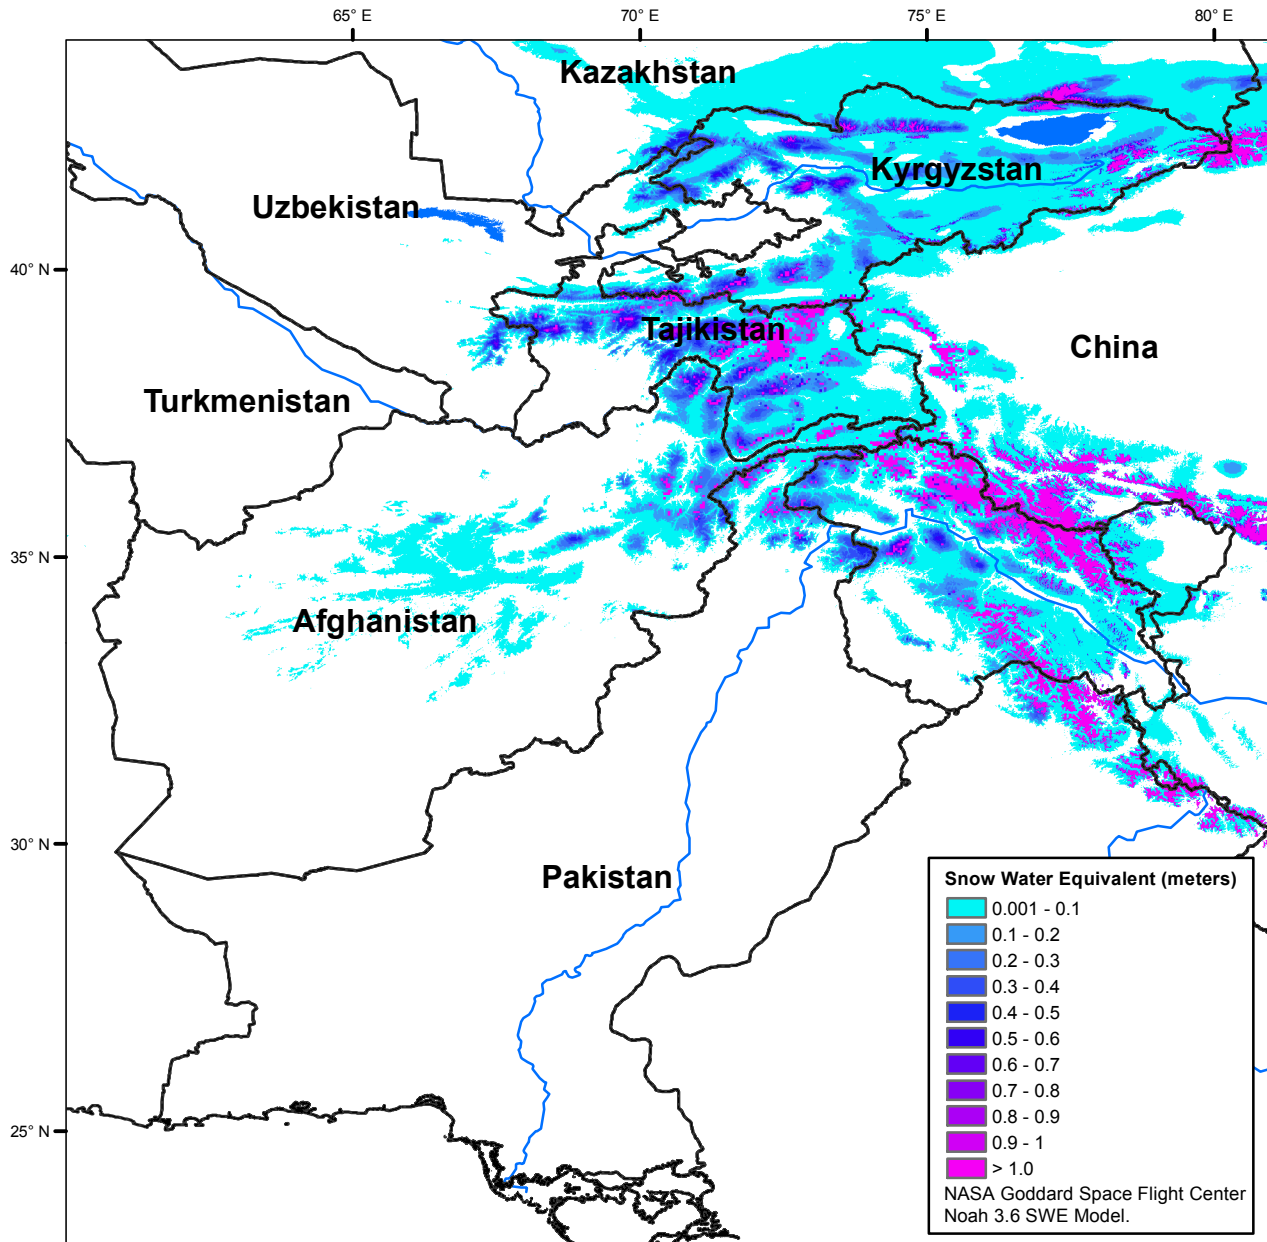 65° E
70° E
75° E
80° E
Kazakhstan
Kyrgyzstan
Uzbekistan
40° N
Tajikistan
China
Turkmenistan
35° N
Afghanistan
30° N
Pakistan
25° N
Snow Water Equivalent (meters)
0.001 - 0.1
0.1 - 0.2
0.2 - 0.3
0.3 - 0.4
0.4 - 0.5
0.5 - 0.6
0.6 - 0.7
0.7 - 0.8
0.8 - 0.9
0.9 - 1
> 1.0
NASA Goddard Space Flight Center
Noah 3.6 SWE Model.